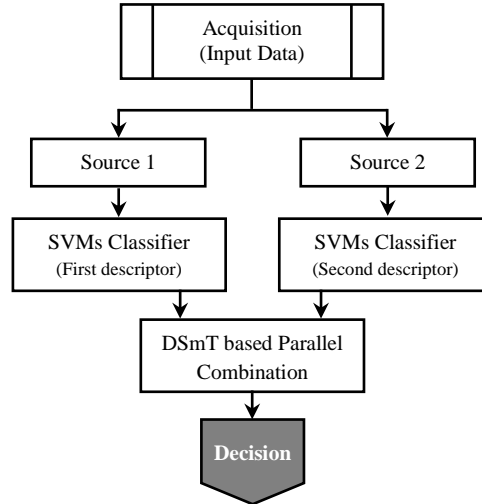 Acquisition
(Input Data)
Source 1
Source 2
SVMs Classifier
(First descriptor)
SVMs Classifier
(Second descriptor)
DSmT based Parallel
Combination
Decision